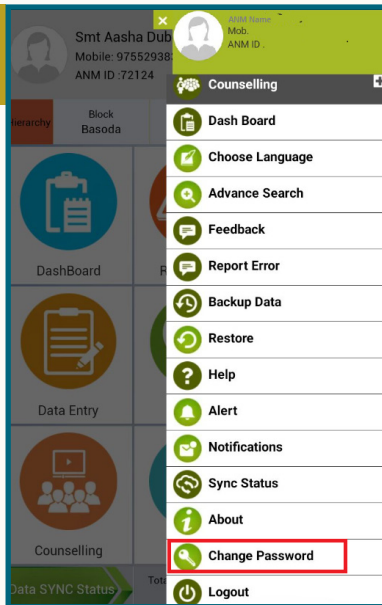 Smt Aasha Dub
Mobile: 97552938
ANM ID :72124
ANM Name
Mob.
ANM ID .
Hierarchy
Block
Basoda
DashBoard
R
Data Entry
Counselling
Data SYNC Status
Tota
Counselling
Dash Board
Choose Language
Advance Search
Feedback
Report Error
Backup Data
Restore
Help
Alert
Notifications
Sync Status
About
Change Password
Logout